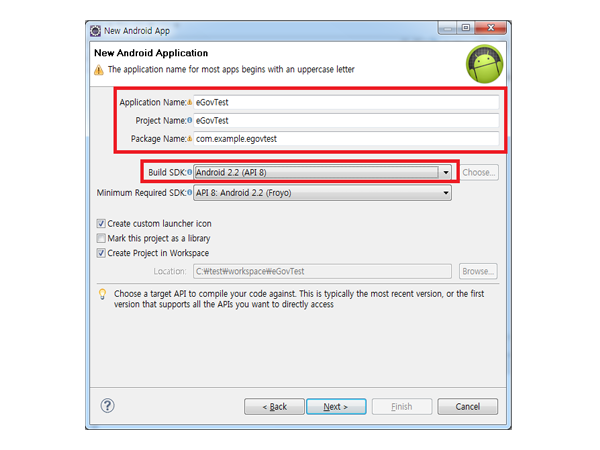 New Android App
New Android Application
The application name for most apps begins with an uppercase letter
Application Name: eGovTest
Project Name: eGovTest
Package Name: com.example.egovtest
Build SDK: Android 2.2 (API 8) Choose...
Minimum Required SDK: API 8: Android 2.2 (Froyo)
Create custom launcher icon
Mark this project as a library
Create Project in Workspace
Location: C:₩test₩workspace₩eGovTest Browse...
Choose a target API to compile your code against. This is typically the most recent version, or the first
version that supports all the APIs you want to directly access
? < Back Next > Finish Cancel